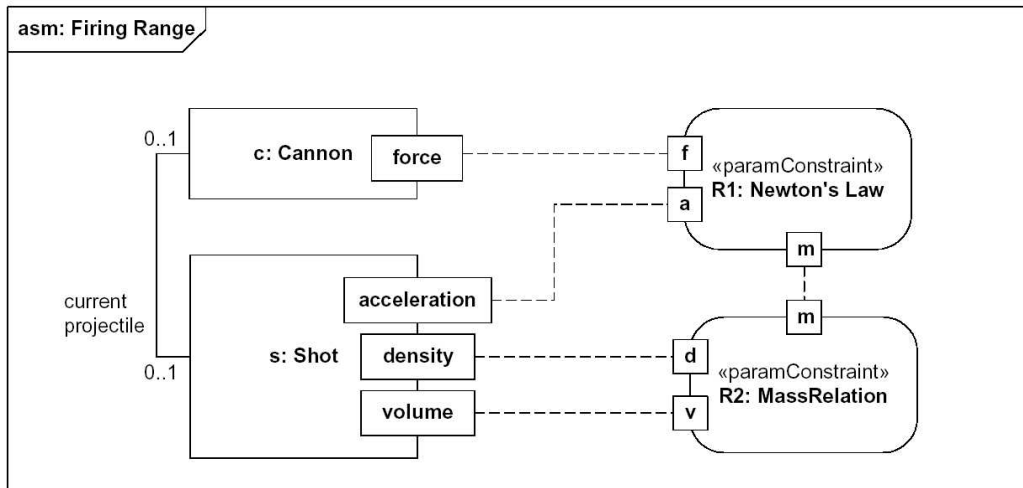 asm: Firing Range
0..1
c: Cannon
force
f
«paramConstraint»
R1: Newton's Law
a
m
current
projectile
0..1
s: Shot
acceleration
density
volume
m
d
«paramConstraint»
R2: MassRelation
v